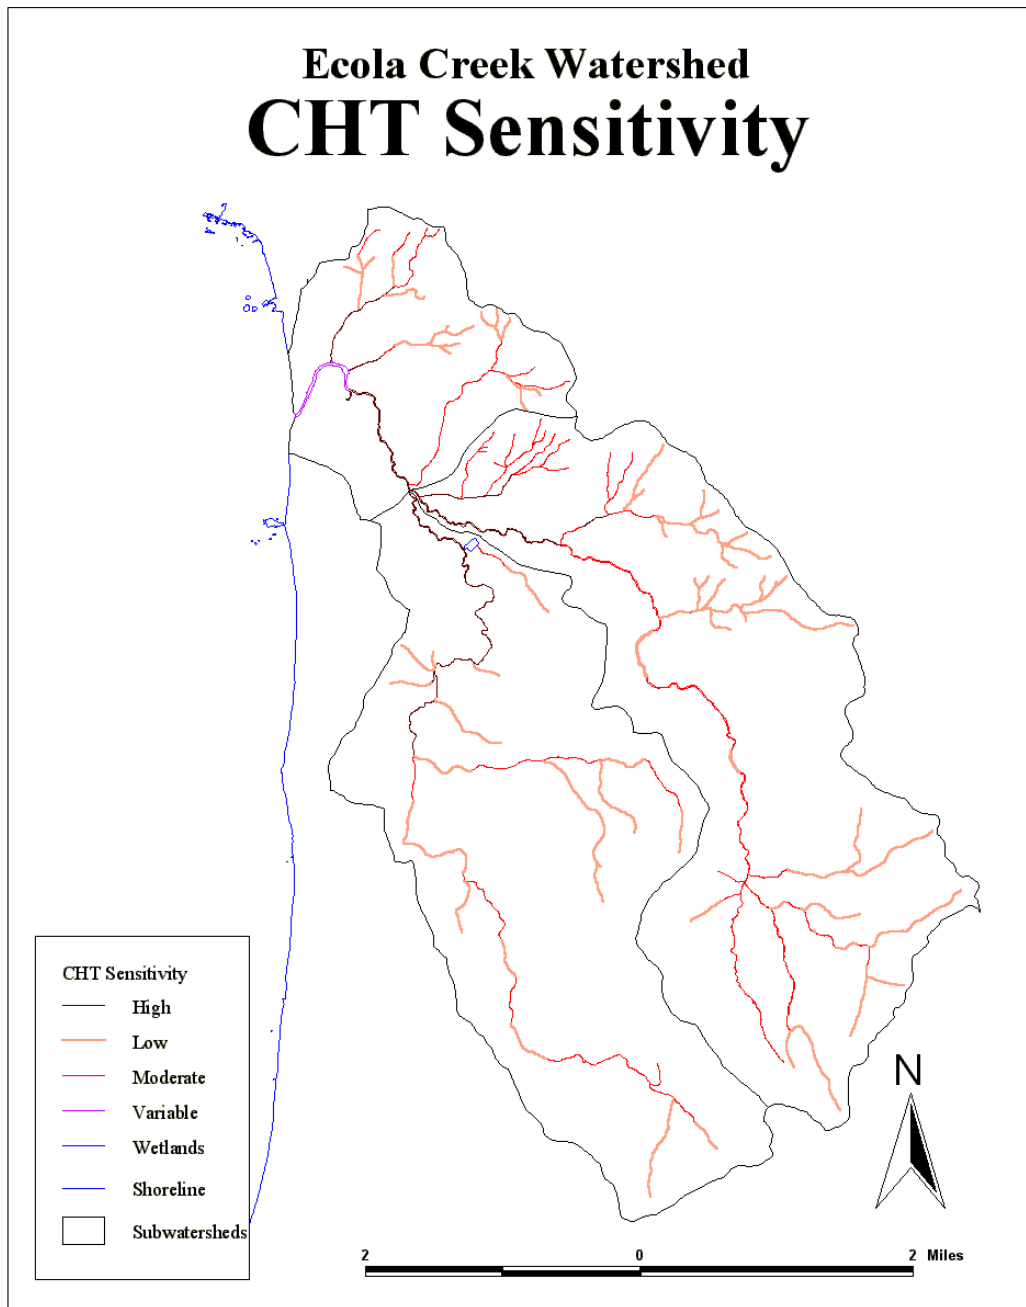 Ecola Creek Watershed
CHT Sensitivity
CHT Sensitivity
High
Low
Moderate
Variable
Wetlands
Shoreline
Subwatersheds
N
2 0 2 Miles